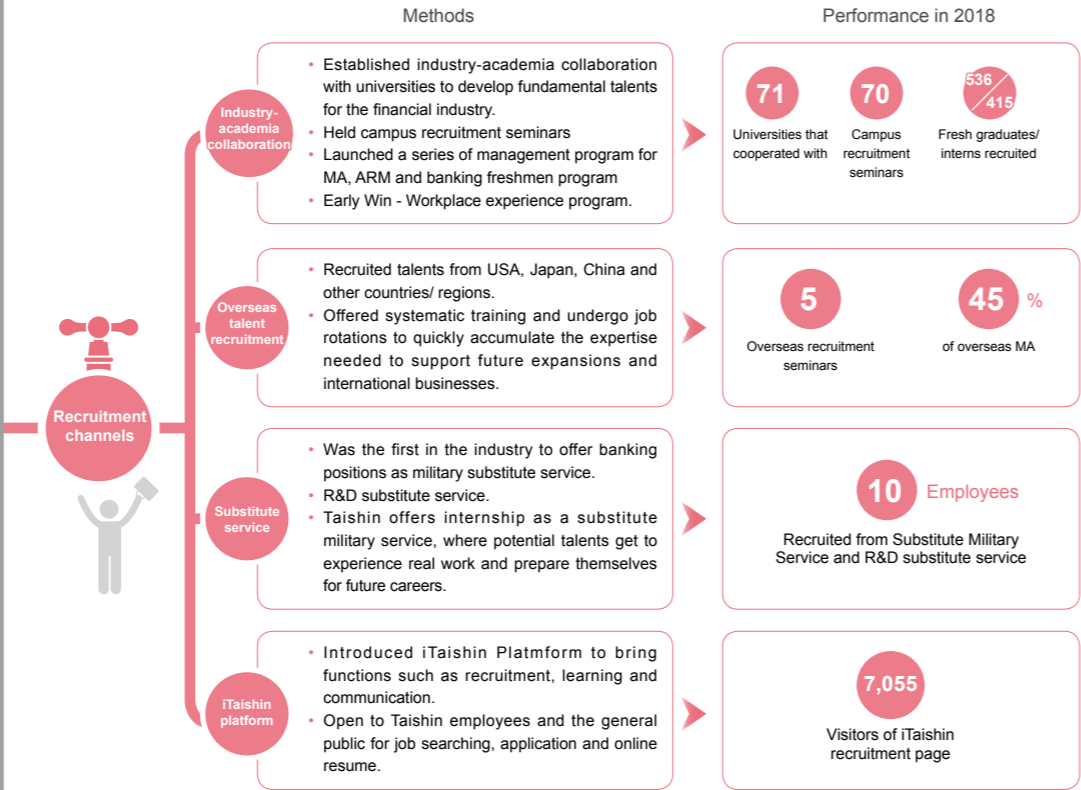 Methods
Performance in 2018
Industry-
academia
collaboration
• Established industry-academia collaboration
with universities to develop fundamental talents
for the financial industry.
• Held campus recruitment seminars
• Launched a series of management program for
MA, ARM and banking freshmen program
• Early Win - Workplace experience program.
71
Universities that
cooperated with
70
Campus
recruitment
seminars
536
415
Fresh graduates/
interns recruited
Recruitment
channels
Overseas
talent
recruitment
• Recruited talents from USA, Japan, China and
other countries/ regions.
• Offered systematic training and undergo job
rotations to quickly accumulate the expertise
needed to support future expansions and
international businesses.
5
Overseas recruitment
seminars
45 %
of overseas MA
Substitute
service
• Was the first in the industry to offer banking
positions as military substitute service.
• R&D substitute service.
• Taishin offers internship as a substitute
military service, where potential talents get to
experience real work and prepare themselves
for future careers.
10 Employees
Recruited from Substitute Military
Service and R&D substitute service
iTaishin
platform
• Introduced iTaishin Platmform to bring
functions such as recruitment, learning and
communication.
• Open to Taishin employees and the general
public for job searching, application and online
resume.
7,055
Visitors of iTaishin
recruitment page